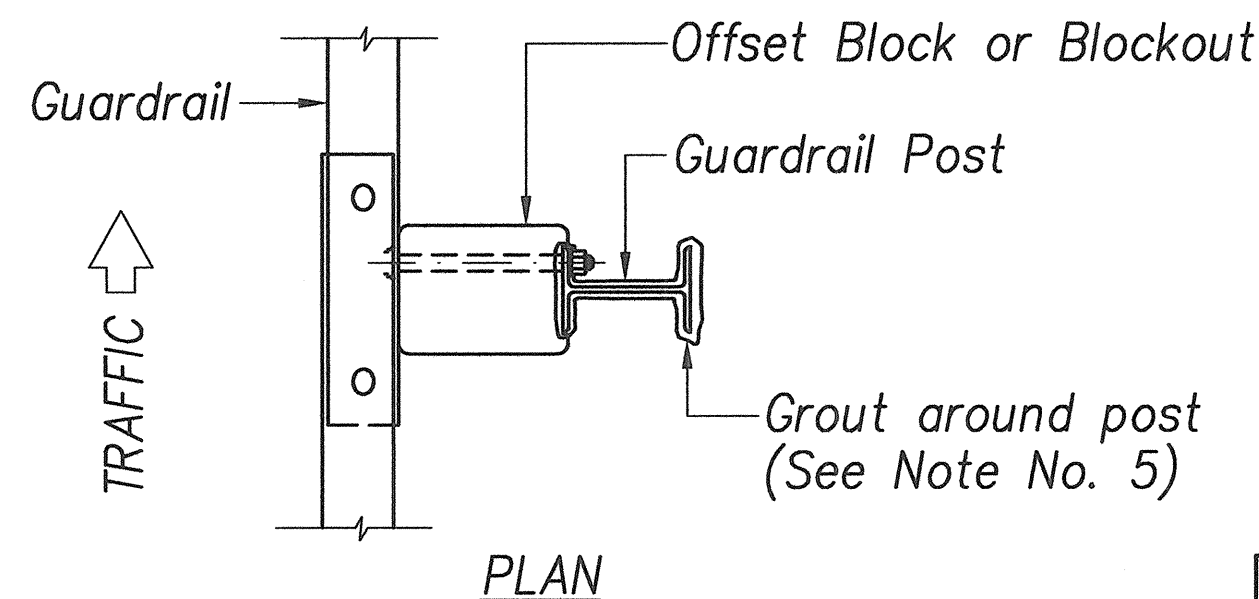 Offset Block or Blockout
Guardrail
Guardrail Post
TRAFFIC
Grout around post
(See Note No. 5)
PLAN